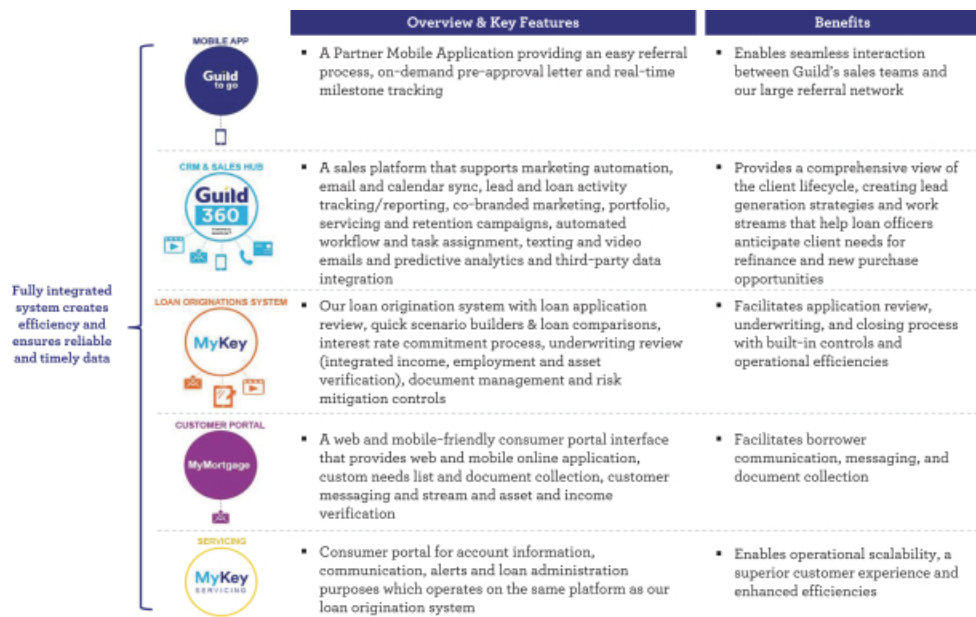 Overview & Key Features
Benefits
Fully integrated
system creates
efficiency and
ensures reliable
and timely data
MOBILE APP
Guild
to go
▪ A Partner Mobile Application providing an easy referral
process, on-demand pre-approval letter and real-time
milestone tracking
▪ Enables seamless interaction
between Guild's sales teams and
our large referral network
CRM & SALES HUB
Guild
360
▪ A sales platform that supports marketing automation,
email and calendar sync, lead and loan activity
tracking/reporting, co-branded marketing, portfolio,
servicing and retention campaigns, automated
workflow and task assignment, texting and video
emails and predictive analytics and third-party data
integration
▪ Provides a comprehensive view
of the client lifecycle, creating lead
generation strategies and work
streams that help loan officers
anticipate client needs for
refinance and new purchase
opportunities
LOAN ORIGINATIONS SYSTEM
MyKey
▪ Our loan origination system with loan application
review, quick scenario builders & loan comparisons,
interest rate commitment process, underwriting review
(integrated income, employment and asset
verification), document management and risk
mitigation controls
▪ Facilitates application review,
underwriting, and closing process
with built-in controls and
operational efficiencies
CUSTOMER PORTAL
MyMortgage
▪ A web and mobile-friendly consumer portal interface
that provides web and mobile online application,
custom needs list and document collection, customer
messaging and stream and asset and income
verification
▪ Facilitates borrower
communication, messaging, and
document collection
SERVICING
MyKey
SERVICING
▪ Consumer portal for account information,
communication, alerts and loan administration
purposes which operates on the same platform as our
loan origination system
▪ Enables operational scalability, a
superior customer experience and
enhanced efficiencies